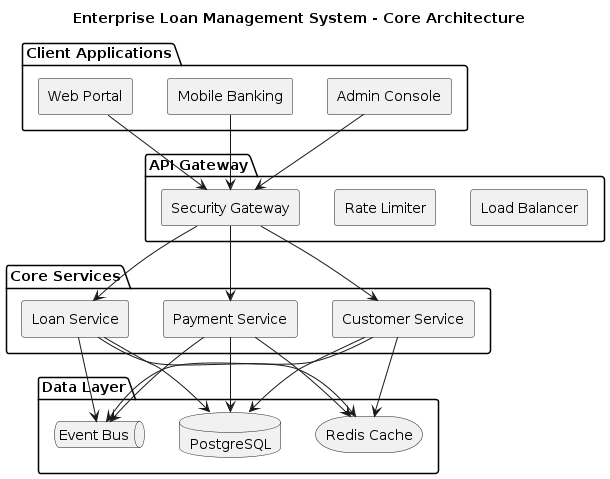 Enterprise Loan Management System - Core Architecture
Client Applications
Web Portal
Mobile Banking
Admin Console
API Gateway
Security Gateway
Rate Limiter
Load Balancer
Core Services
Loan Service
Payment Service
Customer Service
Data Layer
Event Bus
PostgreSQL
Redis Cache